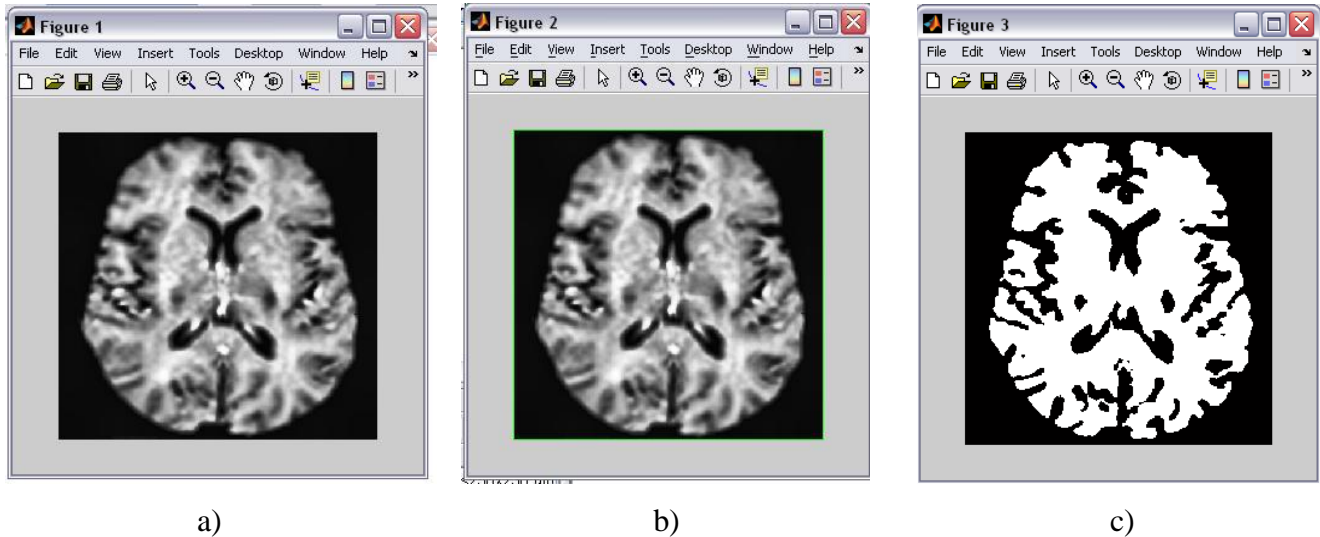 Figure 1
File Edit View Insert Tools Desktop Window Help
Figure 2
File Edit View Insert Tools Desktop Window Help
Figure 3
File Edit View Insert Tools Desktop Window Help
a)
b)
c)